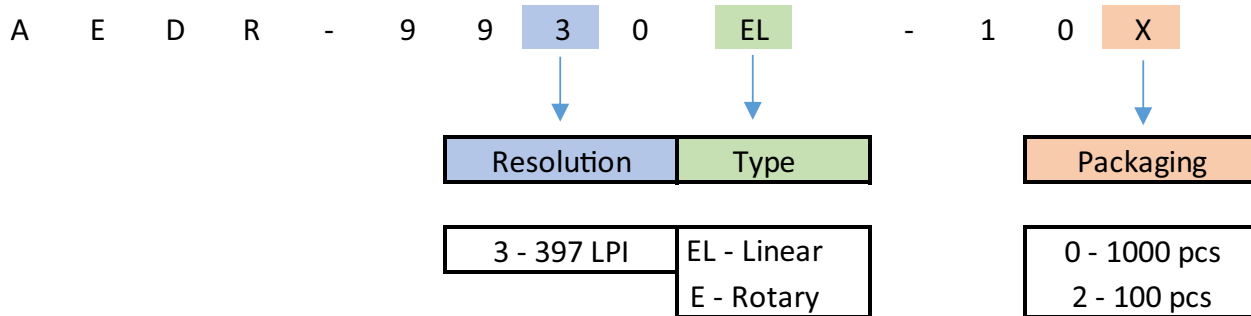 A E D R - 9 9 3 0 EL - 1 0 X
Resolution Type Packaging
3 - 397 LPI EL - Linear 0 - 1000 pcs
E - Rotary 2 - 100 pcs